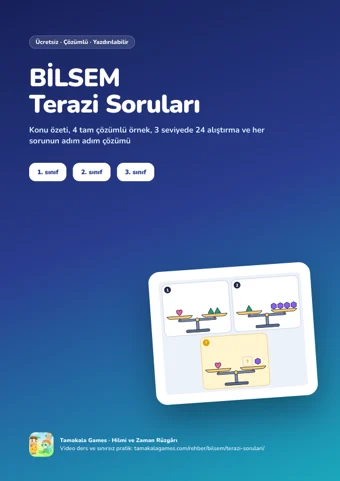 Ücretsiz · Çözümlü · Yazdırılabilir
BİLSEM
Terazi Soruları
Konu özeti, 4 tam çözümlü örnek, 3 seviyede 24 alıştırma ve her
sorunun adım adım çözümü
1. sınıf
2. sınıf
3. sınıf
1
2
?
?
Tamakala Games · Hilmi ve Zaman Rüzgârı
Video ders ve sınırsız pratik: tamakalagames.com/rehber/bilsem/terazi-sorulari/